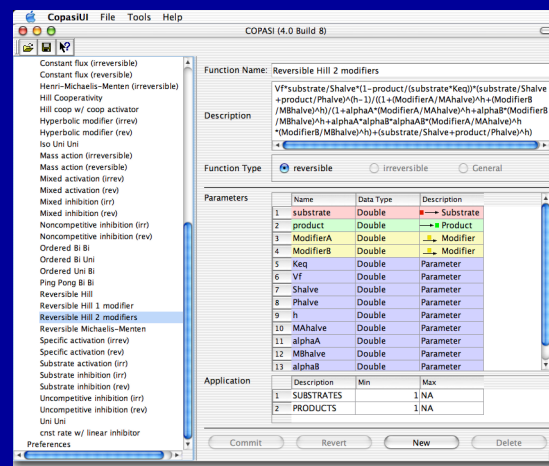 CopasiUI File Tools Help
COPASI (4.0 Build 8)
Constant flux (irreversible)
Constant flux (reversible)
Henri-Michaelis-Menten (irreversible)
Hill Cooperativity
Hill coop w/ coop activator
Hyperbolic modifier (irrev)
Hyperbolic modifier (rev)
Iso Uni Uni
Mass action (irreversible)
Mass action (reversible)
Mixed activation (irrev)
Mixed activation (rev)
Mixed inhibition (irr)
Mixed inhibition (rev)
Noncompetitive inhibition (irr)
Noncompetitive inhibition (rev)
Ordered Bi Bi
Ordered Bi Uni
Ordered Uni Bi
Ping Pong Bi Bi
Reversible Hill
Reversible Hill 1 modifier
Reversible Hill 2 modifiers
Reversible Michaelis-Menten
Specific activation (irrev)
Specific activation (rev)
Substrate activation (irr)
Substrate inhibition (irr)
Substrate inhibition (rev)
Uncompetitive inhibition (irr)
Uncompetitive inhibition (rev)
Uni Uni
cnst rate w/ linear inhibitor
Preferences
Function Name: Reversible Hill 2 modifiers
Description
Vf*substrate/Shalve*(1-product/(substrate*Keq))*(substrate/Shalve
+product/Phalve)^(h-1)/((1+(ModifierA/MAhalve)^h+(ModifierB
/MBhalve)^h)/(1+alphaA*(ModifierA/MAhalve)^h+alphaB*(ModifierB
/MBhalve)^h+alphaA*alphaB*alphaAB*(ModifierA/MAhalve)^h
*(ModifierB/MBhalve)^h)+(substrate/Shalve+product/Phalve)^h)
Function Type reversible irreversible General
Parameters
Name Data Type Description
1 substrate Double Substrate
2 product Double Product
3 ModifierA Double Modifier
4 ModifierB Double Modifier
5 Keq Double Parameter
6 Vf Double Parameter
7 Shalve Double Parameter
8 Phalve Double Parameter
9 h Double Parameter
10 MAhalve Double Parameter
11 alphaA Double Parameter
12 MBhalve Double Parameter
13 alphaB Double Parameter
Application
Description Min Max
1 SUBSTRATES 1 NA
2 PRODUCTS 1 NA
Commit Revert New Delete